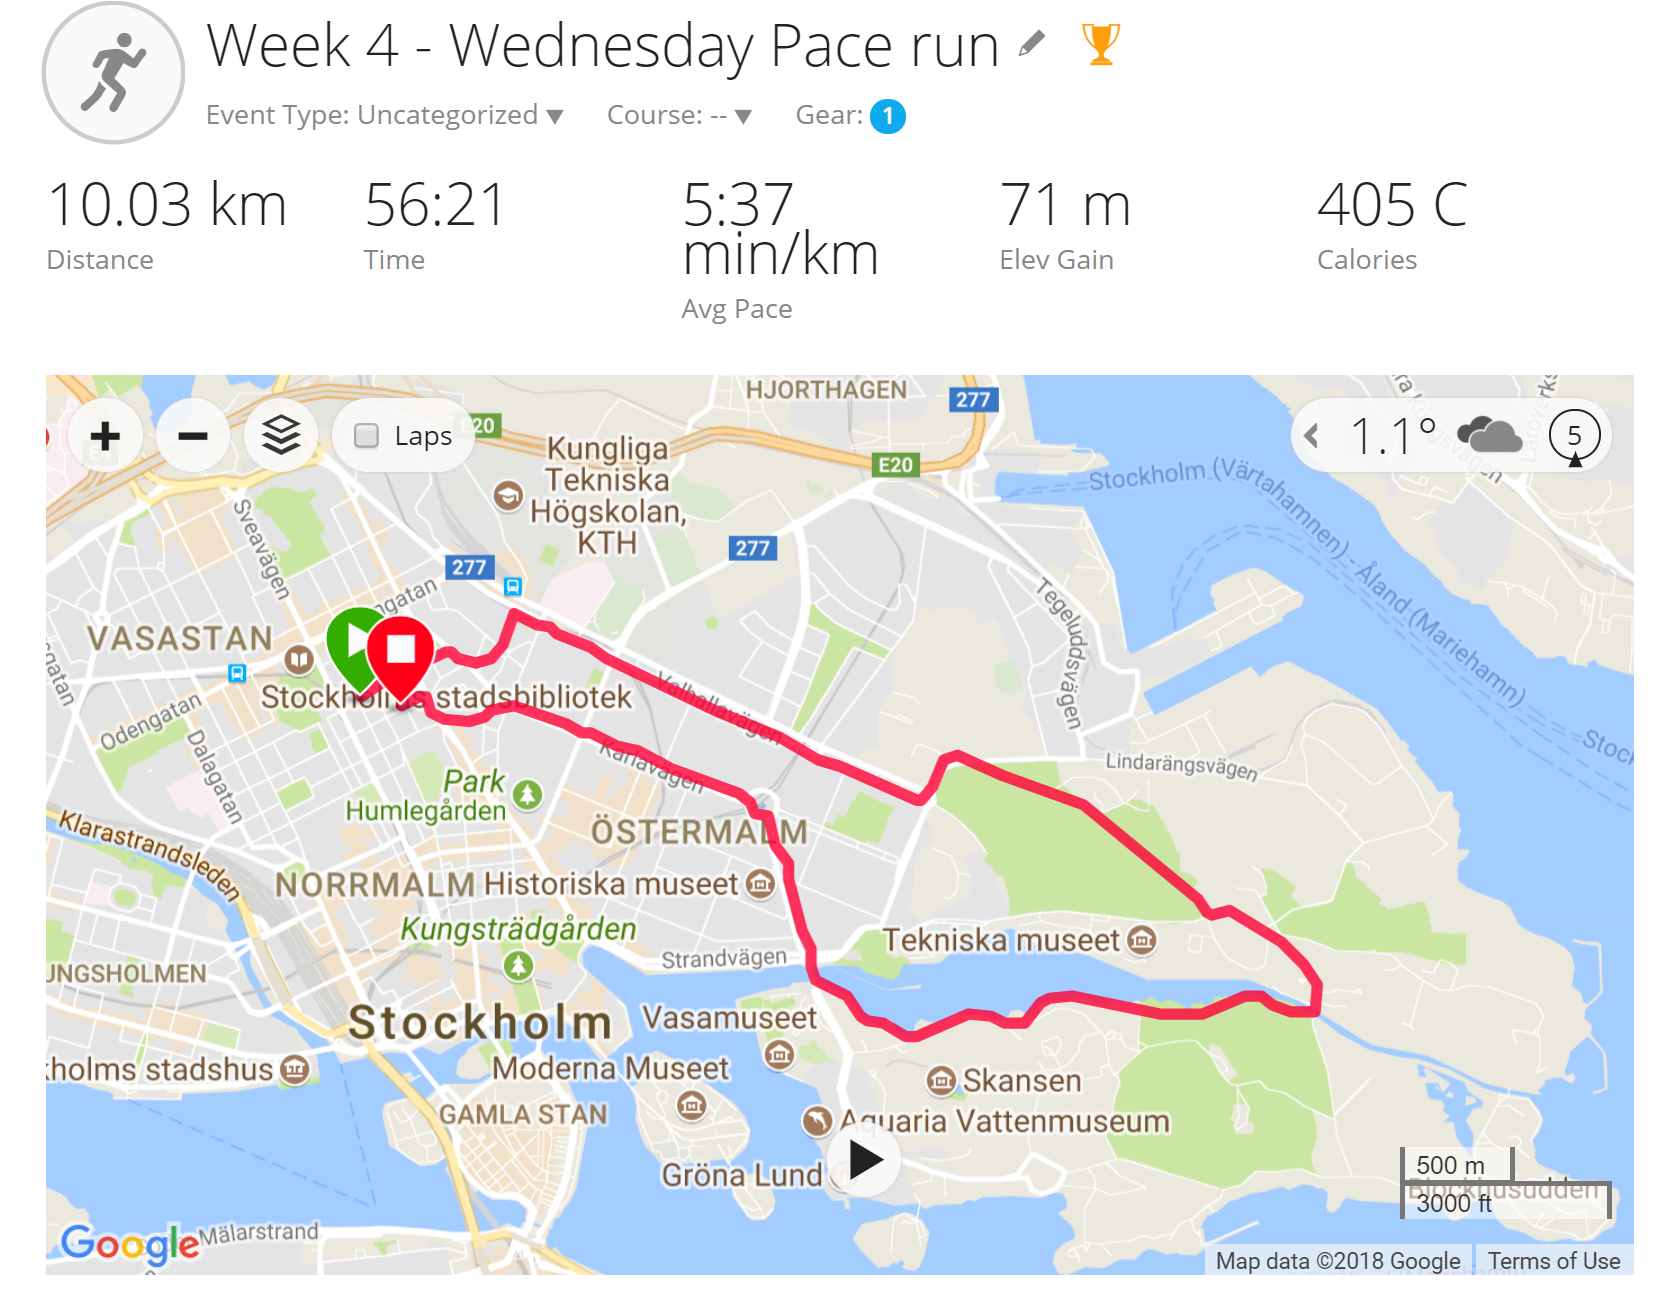 Week 4 - Wednesday Pace run
Event Type: Uncategorized
Course: --
Gear: 1
10.03 km
Distance
56:21
Time
5:37
min/km
Avg Pace
71 m
Elev Gain
405 C
Calories
+
−
Laps
E20
HJORTHAGEN
277
1.1°
5
Kungliga
Tekniska
Högskolan,
KTH
E20
Stockholm (Värtahamnen) - Åland (Mariehamn)
Sveavägen
277
277
Tegeluddsvägen
VASASTAN
Stockholms stadsbibliotek
Valhallavägen
Odengatan
Dalagatan
Karlavägen
Lindarängsvägen
Park
Humlegården
Klarastrandsleden
ÖSTERMALM
NORRMALM
Historiska museet
Kungsträdgården
Tekniska museet
Strandvägen
UNGSHOLMEN
Stockholm
Vasamuseet
kholms stadshus
Moderna Museet
Skansen
GAMLA STAN
Aquaria Vattenmuseum
Gröna Lund
500 m
Blockhusudden
3000 ft
Google
Mälarstrand
Map data ©2018 Google
Terms of Use